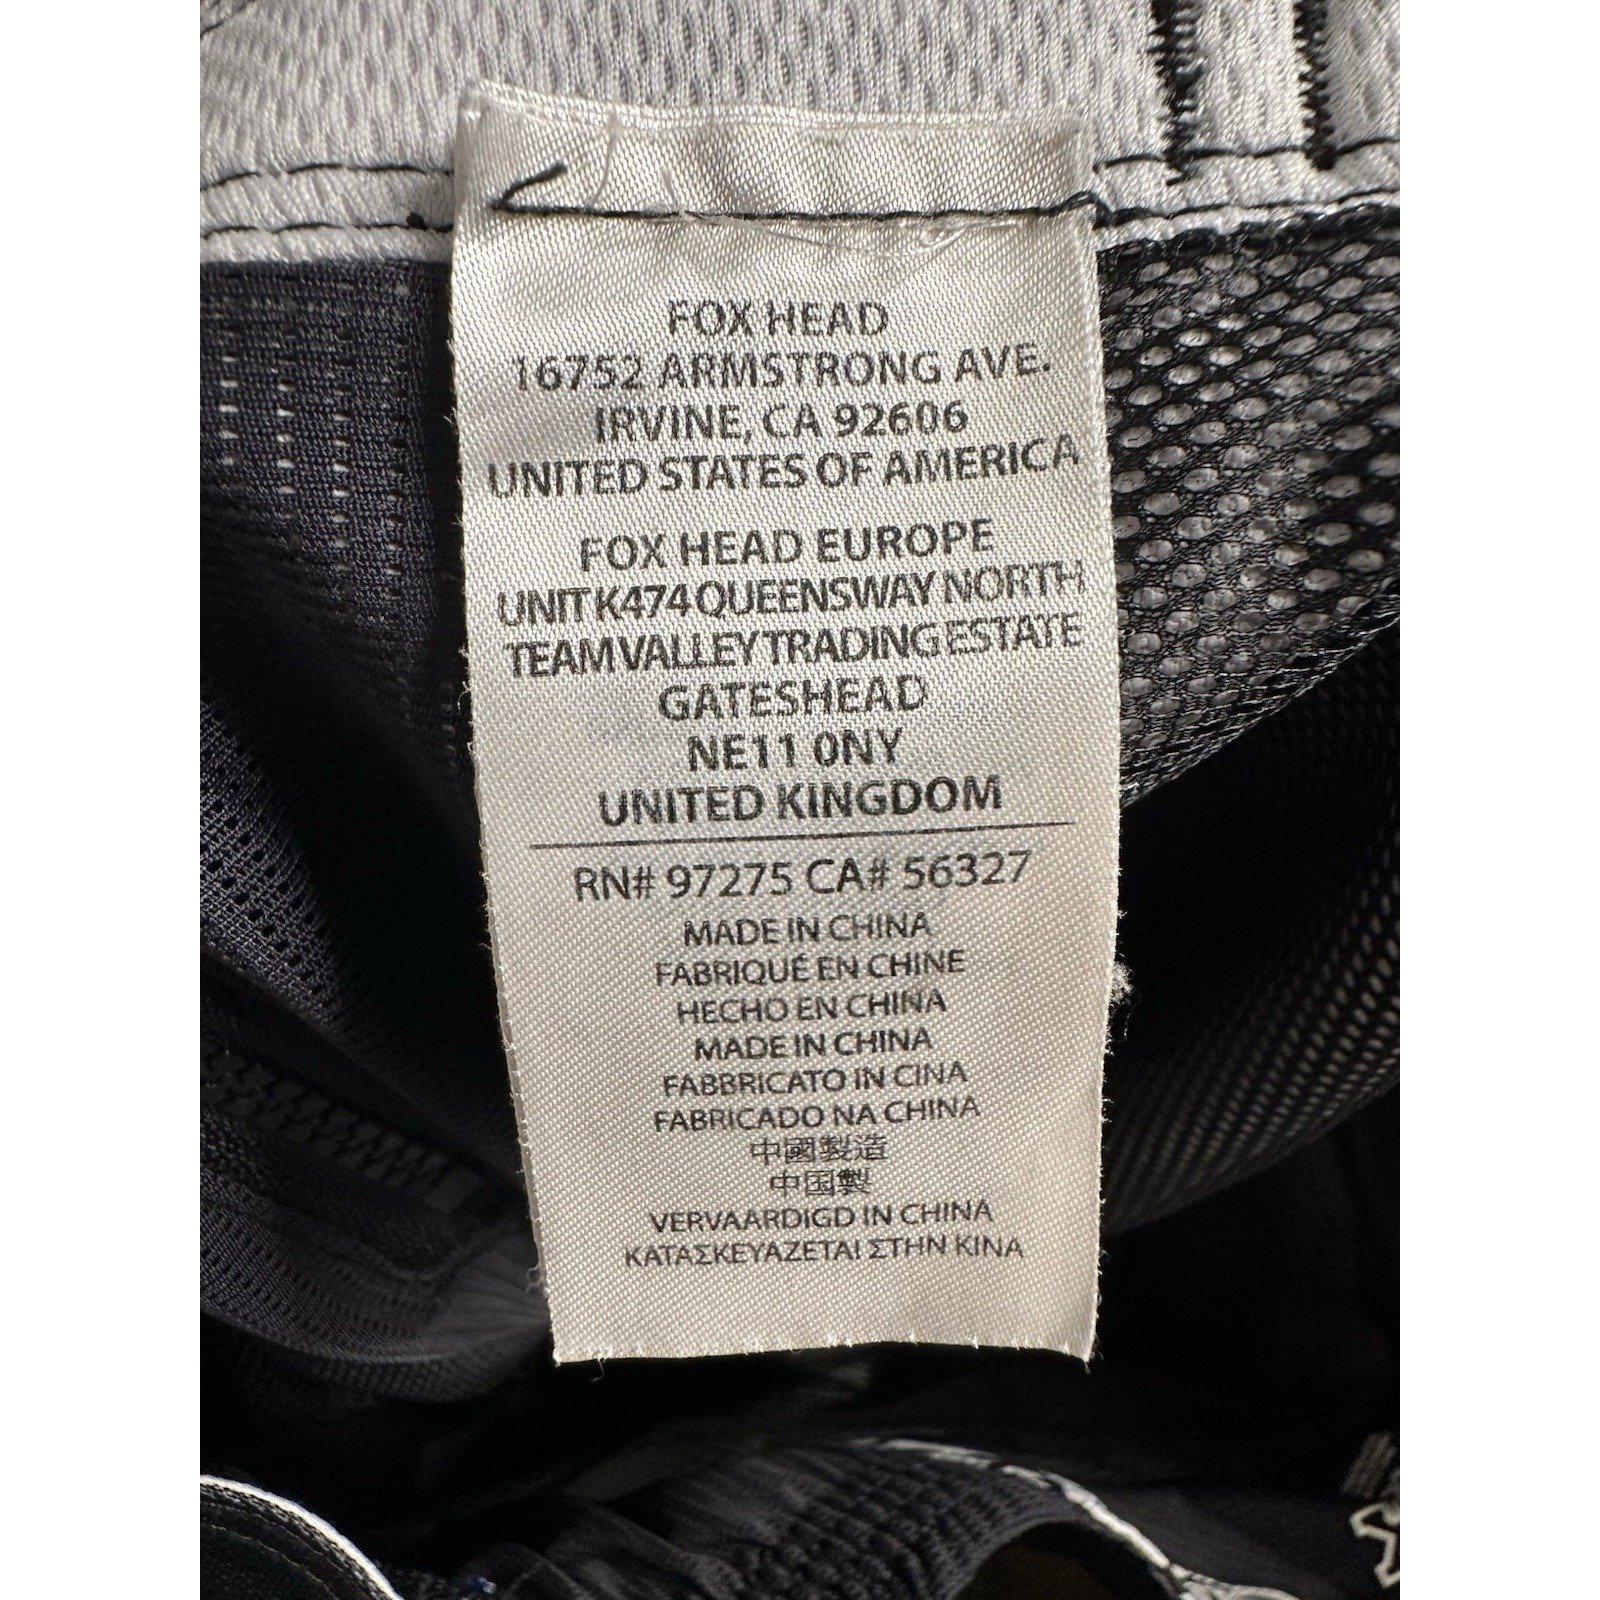 FOX HEAD
16752 ARMSTRONG AVE.
IRVINE, CA 92606
UNITED STATES OF AMERICA
FOX HEAD EUROPE
UNIT K474 QUEENSWAY NORTH
TEAM VALLEY TRADING ESTATE
GATESHEAD
NE11 0NY
UNITED KINGDOM
RN# 97275 CA# 56327
MADE IN CHINA
FABRIQUÉ EN CHINE
HECHO EN CHINA
MADE IN CHINA
FABBRICATO IN CINA
FABRICADO NA CHINA
中國製造
中国製
VERVAARDIGD IN CHINA
ΚΑΤΑΣΚΕΥΑΖΕΤΑΙ ΣΤΗΝ ΚΙΝΑ